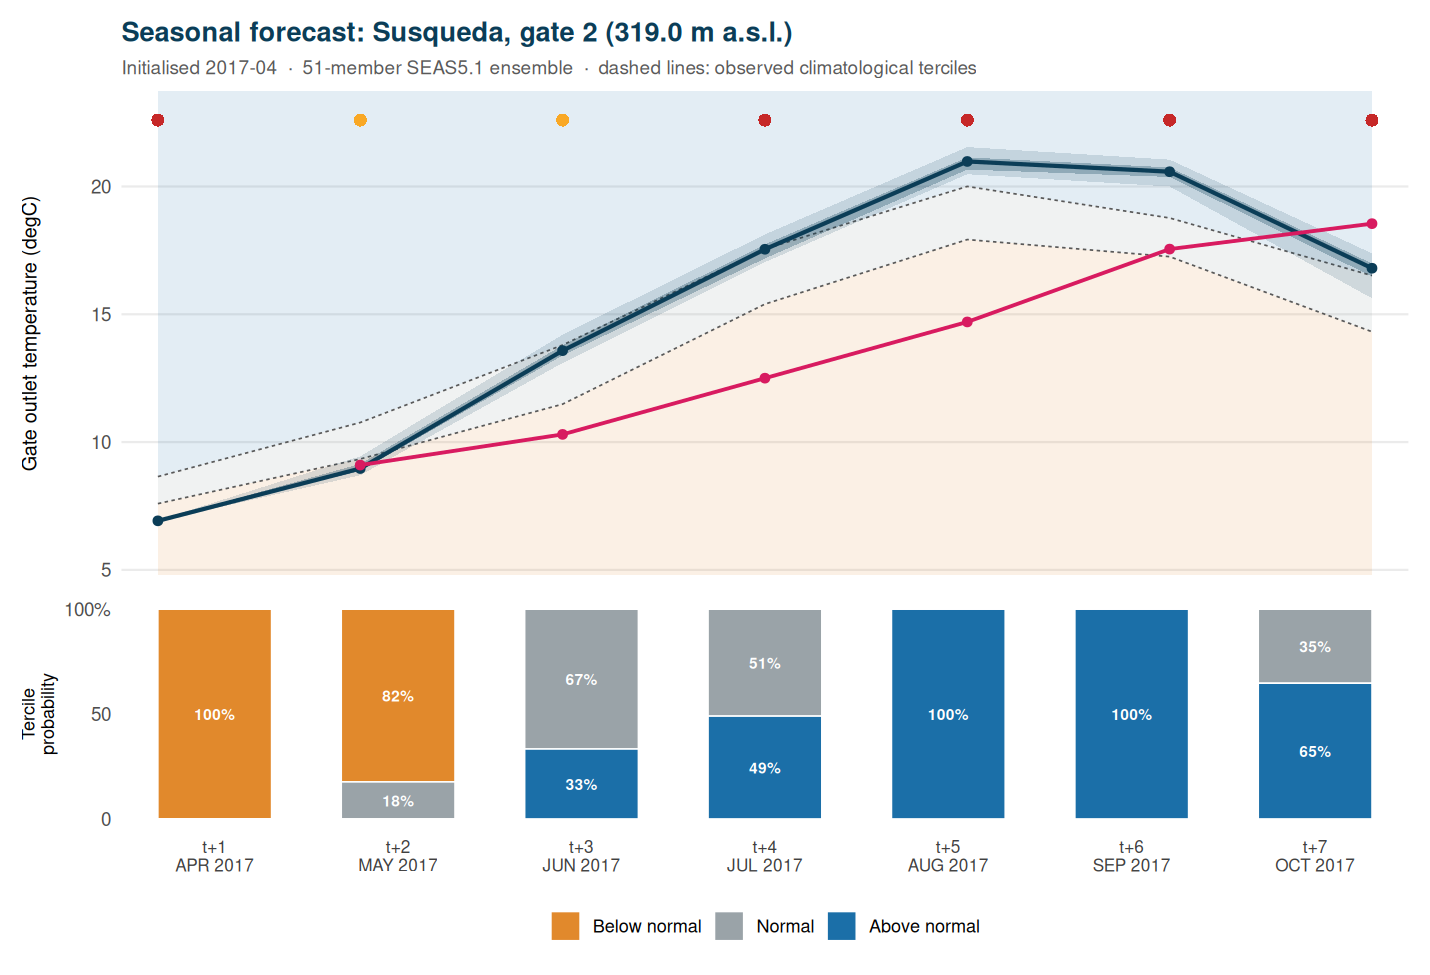 Seasonal forecast: Susqueda, gate 2 (319.0 m a.s.l.)
Initialised 2017-04 · 51-member SEAS5.1 ensemble · dashed lines: observed climatological terciles
Gate outlet temperature (degC)
20
15
10
5
Tercile
probability
100%
50
0
100%
82%
18%
67%
33%
51%
49%
100%
100%
35%
65%
t+1
APR 2017
t+2
MAY 2017
t+3
JUN 2017
t+4
JUL 2017
t+5
AUG 2017
t+6
SEP 2017
t+7
OCT 2017
Below normal
Normal
Above normal